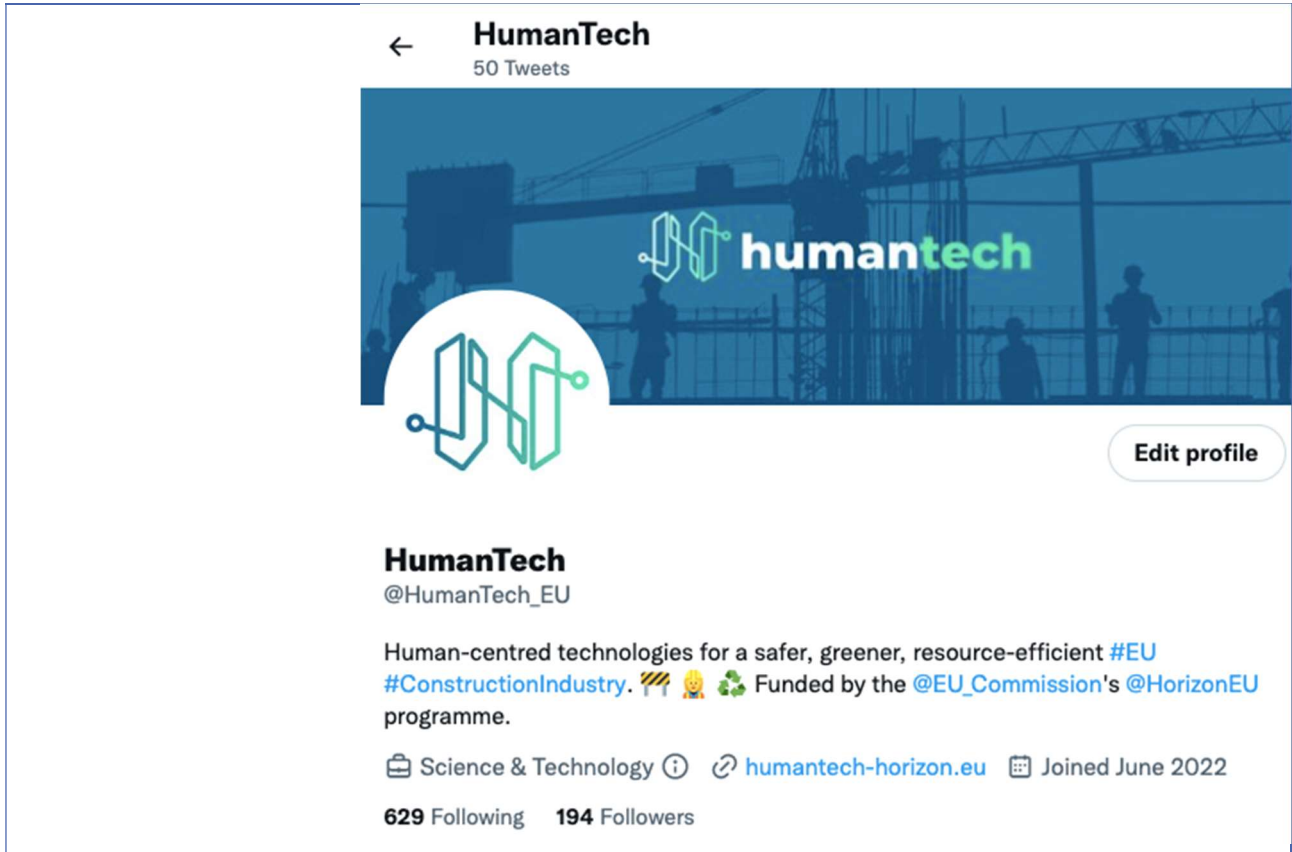 HumanTech
50 Tweets
humantech
Edit profile
HumanTech
@HumanTech_EU
Human-centred technologies for a safer, greener, resource-efficient #EU
#ConstructionIndustry. 🚧 👷‍♀️ ♻️ Funded by the @EU_Commission's @HorizonEU
programme.
Science & Technology humantech-horizon.eu Joined June 2022
629 Following 194 Followers